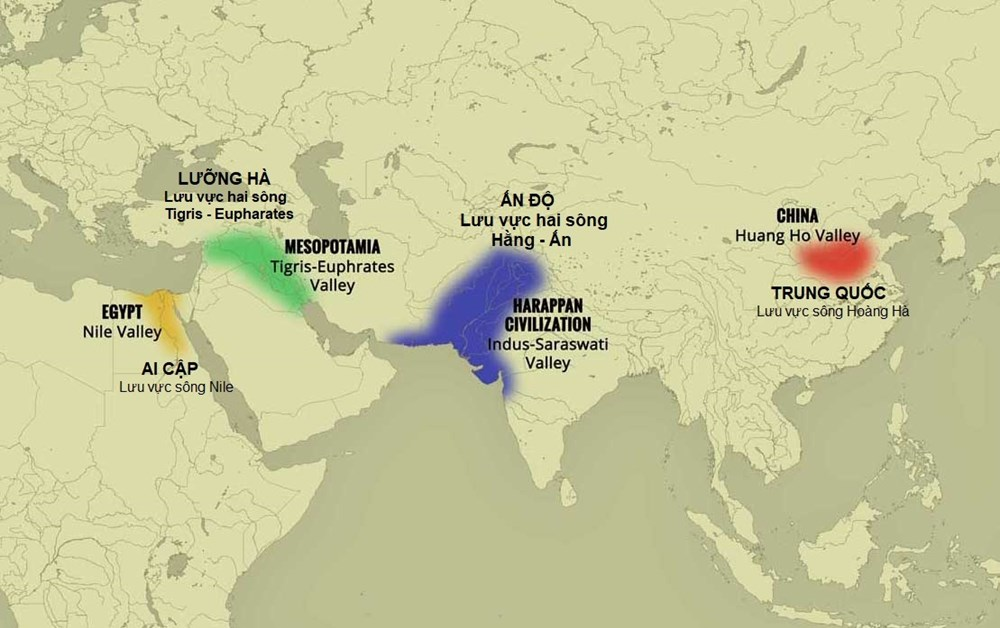 LƯỠNG HÀ
Lưu vực hai sông
Tigris - Eupharates
MESOPOTAMIA
Tigris-Euphrates
Valley
EGYPT
Nile Valley
AI CẬP
Lưu vực sông Nile
ẤN ĐỘ
Lưu vực hai sông
Hằng - Ấn
HARAPPAN
CIVILIZATION
Indus-Saraswati
Valley
CHINA
Huang Ho Valley
TRUNG QUỐC
Lưu vực sông Hoàng Hà